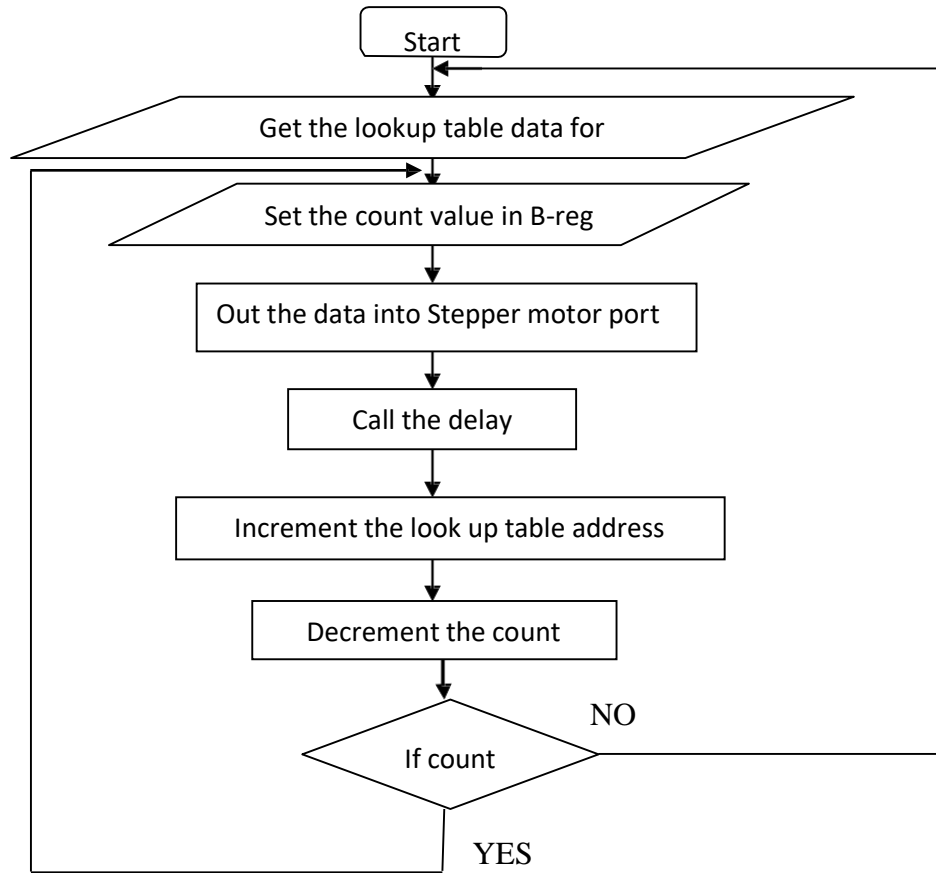 Start
Get the lookup table data for
Set the count value in B-reg
Out the data into Stepper motor port
Call the delay
Increment the look up table address
Decrement the count
NO
If count
YES